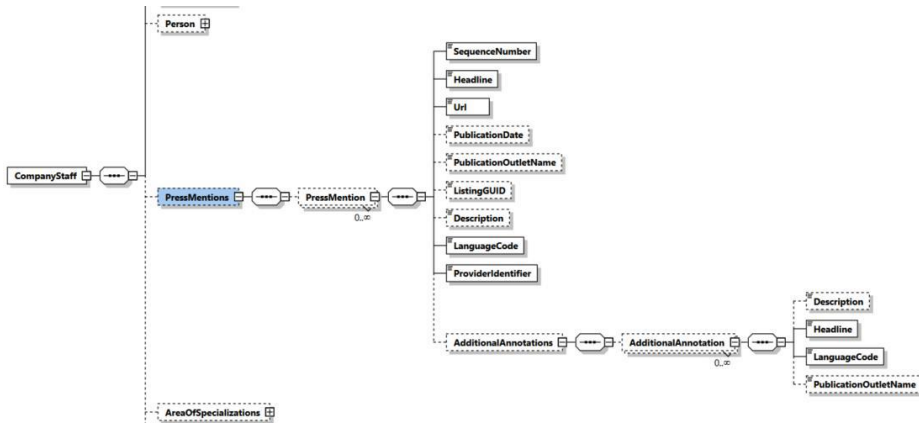 Person
SequenceNumber
Headline
Url
PublicationDate
CompanyStaff
PublicationOutletName
PressMentions
PressMention
ListingGUID
0..∞
Description
LanguageCode
ProviderIdentifier
Description
Headline
AdditionalAnnotations
AdditionalAnnotation
0..∞
LanguageCode
PublicationOutletName
AreaOfSpecializations